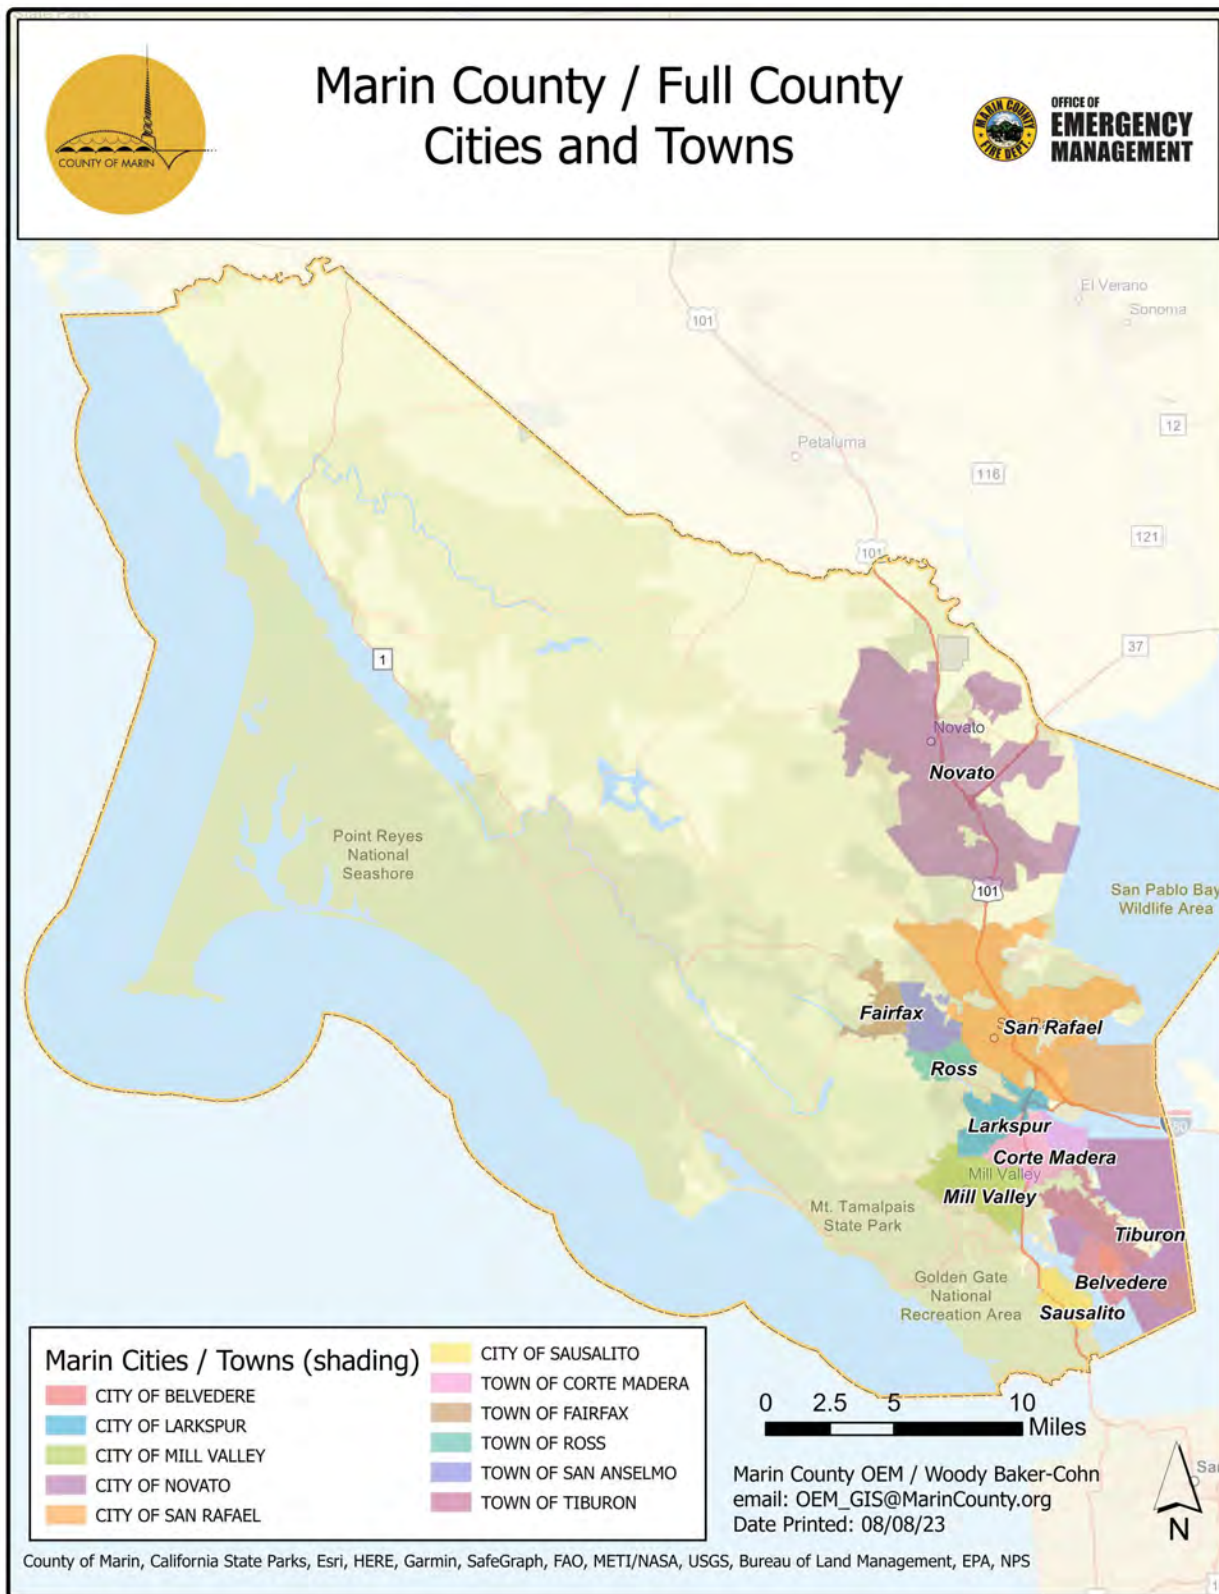 State Park
COUNTY OF MARIN
Marin County / Full County
Cities and Towns
MARIN COUNTY
FIRE DEPT.
OFFICE OF
EMERGENCY
MANAGEMENT
El Verano
Sonoma
101
12
Petaluma
116
121
101
37
1
Novato
Novato
Point Reyes
National
Seashore
101
San Pablo Bay
Wildlife Area
Fairfax
San Rafael
Ross
Larkspur
Corte Madera
Mill Valley
Mill Valley
Mt. Tamalpais
State Park
Tiburon
Golden Gate
National
Recreation Area
Belvedere
Sausalito
Marin Cities / Towns (shading)
CITY OF BELVEDERE
CITY OF LARKSPUR
CITY OF MILL VALLEY
CITY OF NOVATO
CITY OF SAN RAFAEL
CITY OF SAUSALITO
TOWN OF CORTE MADERA
TOWN OF FAIRFAX
TOWN OF ROSS
TOWN OF SAN ANSELMO
TOWN OF TIBURON
0 2.5 5 10
Miles
Marin County OEM / Woody Baker-Cohn
email: OEM_GIS@MarinCounty.org
Date Printed: 08/08/23
N
County of Marin, California State Parks, Esri, HERE, Garmin, SafeGraph, FAO, METI/NASA, USGS, Bureau of Land Management, EPA, NPS